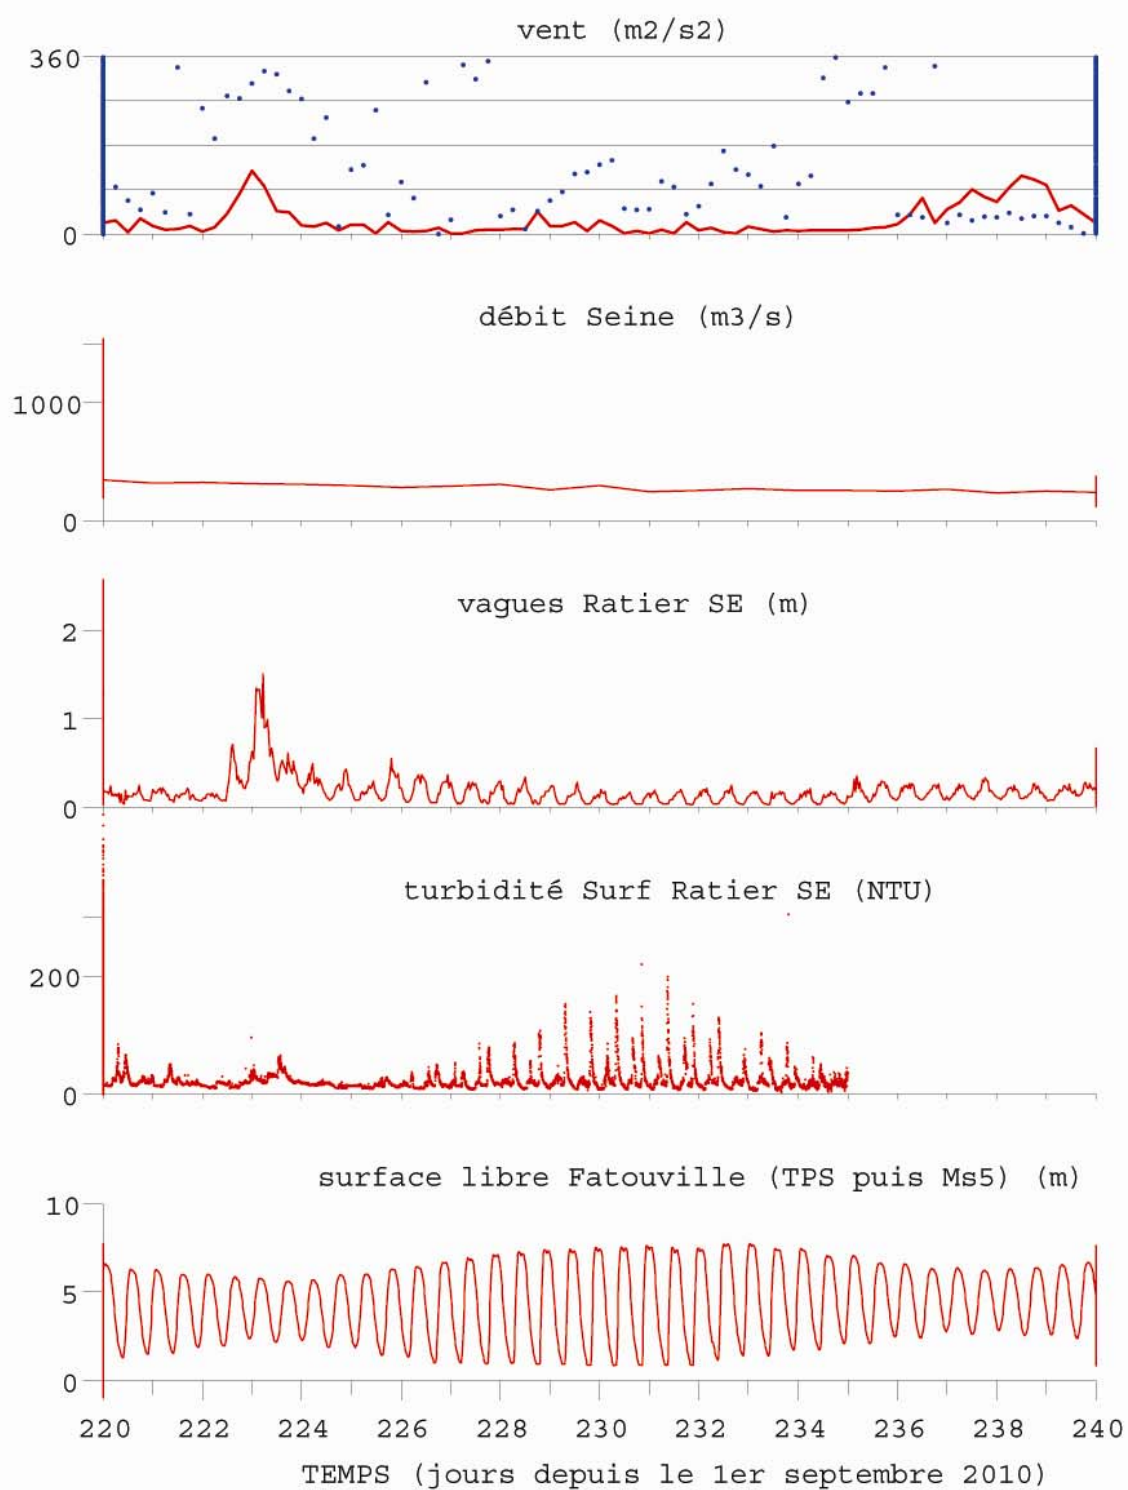 vent (m2/s2)
360
0
débit Seine (m3/s)
1000
0
vagues Ratier SE (m)
2
1
0
turbidité Surf Ratier SE (NTU)
200
0
surface libre Fatouville (TPS puis Ms5) (m)
10
5
0
220 222 224 226 228 230 232 234 236 238 240
TEMPS (jours depuis le 1er septembre 2010)